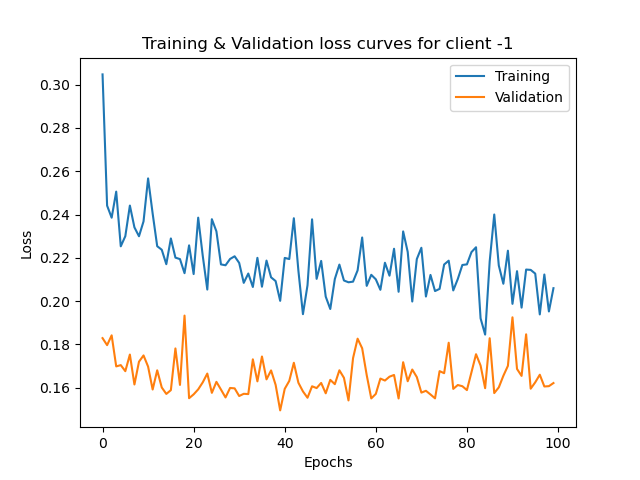 Training & Validation loss curves for client -1
Training
Validation
0.30
0.28
0.26
0.24
0.22
0.20
0.18
0.16
Loss
0
20
40
60
80
100
Epochs